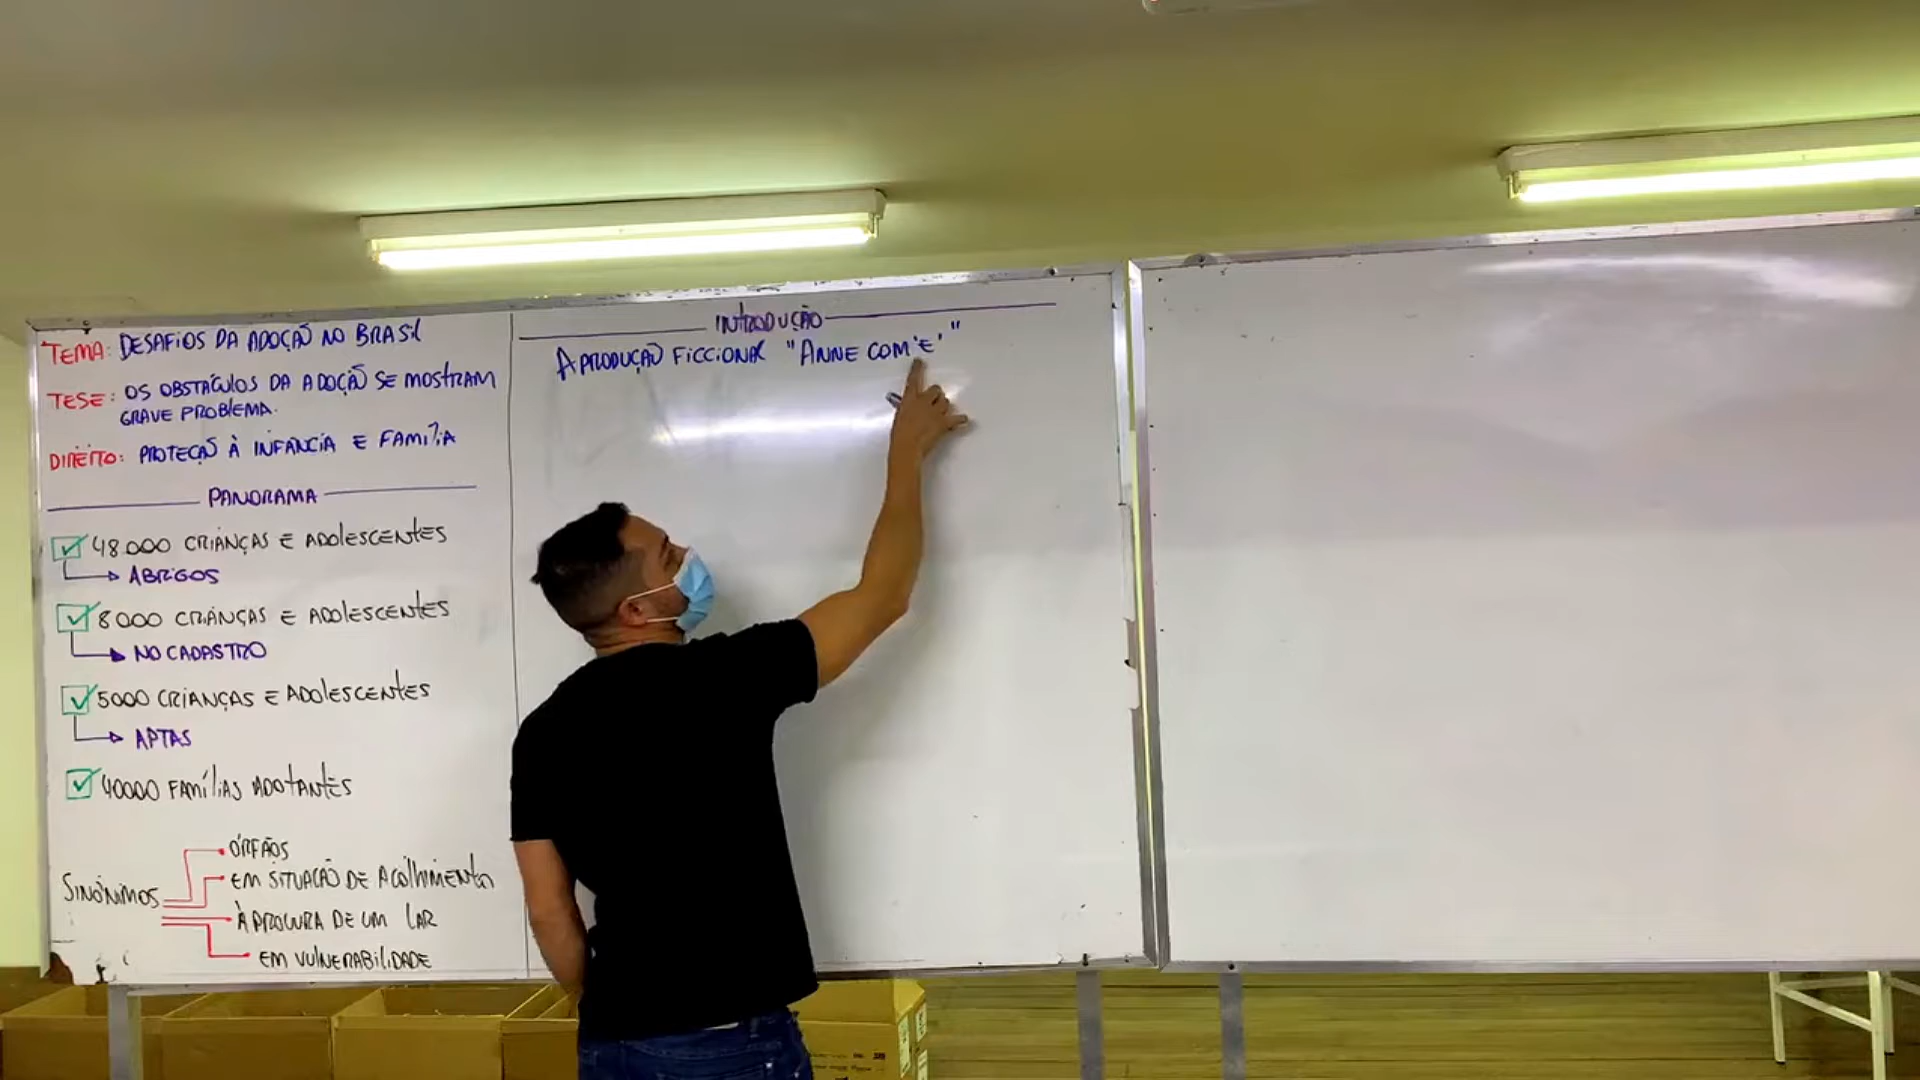 TEMA: DESAFIOS DA ADOÇÃO NO BRASIL
TESE: OS OBSTÁCULOS DA ADOÇÃO SE MOSTRAM
GRAVE PROBLEMA.
DIREITO: PROTEÇÃO À INFÂNCIA E FAMÍLIA
PANORAMA
48.000 CRIANÇAS E ADOLESCENTES
ABRIGOS
8000 CRIANÇAS E ADOLESCENTES
NO CADASTRO
5000 CRIANÇAS E ADOLESCENTES
APTAS
40000 FAMÍLIAS ADOTANTES
SINÔNIMOS
ÓRFÃOS
EM SITUAÇÃO DE ACOLHIMENTO
À PROCURA DE UM LAR
EM VULNERABILIDADE
INTRODUÇÃO
A PRODUÇÃO FICCIONAL "ANNE COM 'E'"